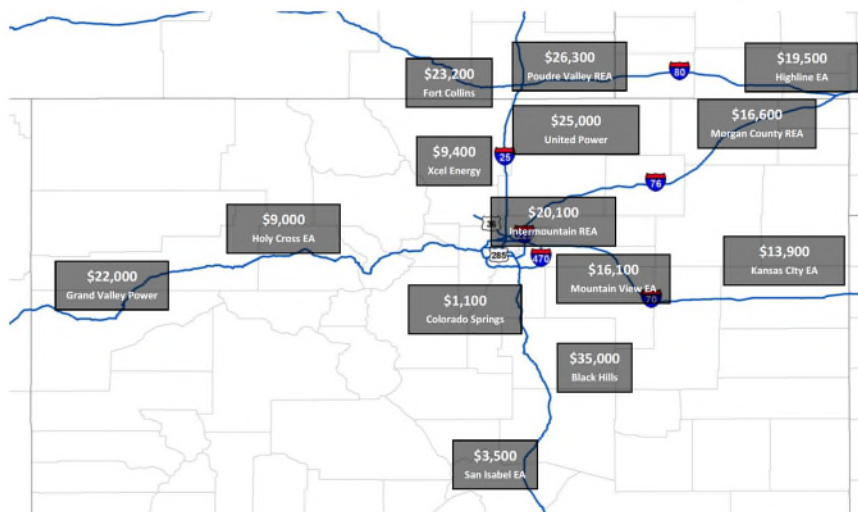 $26,300
Poudre Valley REA
$19,500
Highline EA
$23,200
Fort Collins
80
$16,600
Morgan County REA
$25,000
United Power
$9,400
Xcel Energy
25
76
$20,100
Intermountain REA
$9,000
Holy Cross EA
285
470
$13,900
Kansas City EA
$22,000
Grand Valley Power
$16,100
Mountain View EA
70
$1,100
Colorado Springs
$35,000
Black Hills
$3,500
San Isabel EA